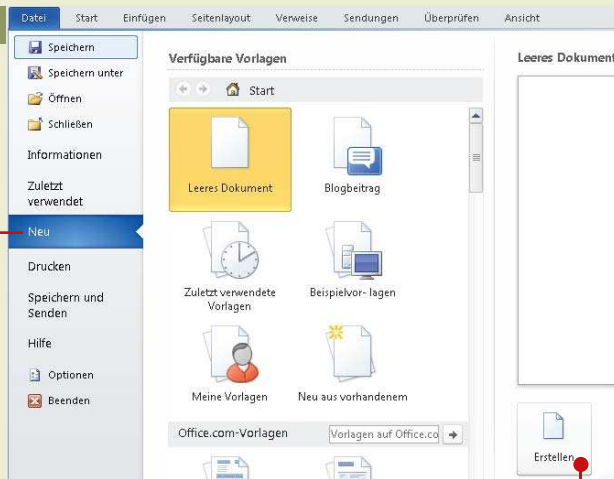 Datei Start Einfügen Seitenlayout Verweise Sendungen Überprüfen Ansicht
Speichern
Speichern unter
Öffnen
Schließen
Informationen
Zuletzt
verwendet
Neu
Drucken
Speichern und
Senden
Hilfe
Optionen
Beenden
Verfügbare Vorlagen
Start
Leeres Dokument Blogbeitrag
Zuletzt verwendete Beispielvor- lagen
Vorlagen
Meine Vorlagen Neu aus vorhandenem
Office.com-Vorlagen Vorlagen auf Office.co
Leeres Dokument
Erstellen